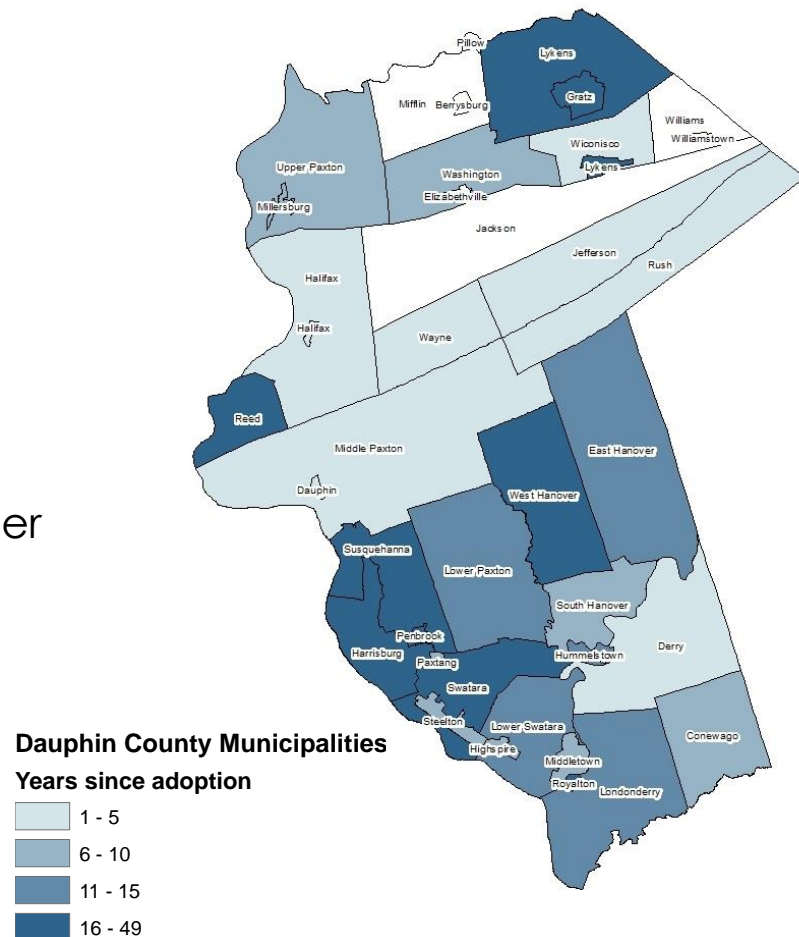 Pillow
Lykens
Mifflin
Berrysburg
Gratz
Williams
Williamstown
Wiconisco
Upper Paxton
Washington
Lykens
Elizabethville
Millersburg
Jackson
Jefferson
Rush
Halifax
Halifax
Wayne
Reed
Middle Paxton
East Hanover
Dauphin
West Hanover
er
Susquehanna
Lower Paxton
South Hanover
Penbrook
Harrisburg
Paxtang
Hummelstown
Derry
Swatara
Steelton
Lower Swatara
Conewago
Highspire
Middletown
Royalton
Londonderry
Dauphin County Municipalities
Years since adoption
1 - 5
6 - 10
11 - 15
16 - 49